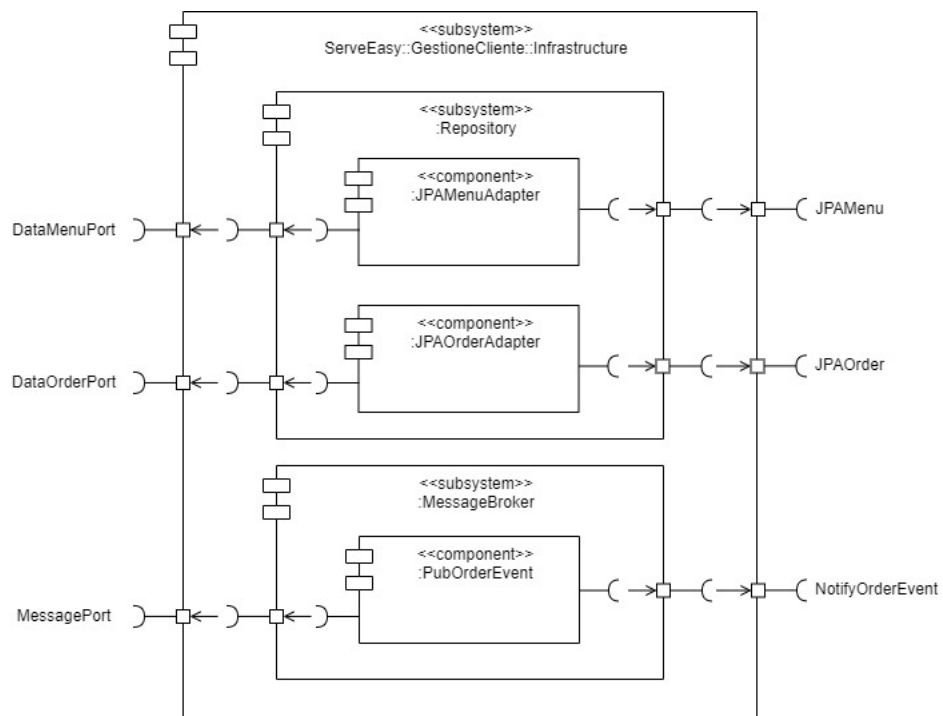 <<subsystem>>
ServeEasy::GestioneCliente::Infrastructure
<<subsystem>>
:Repository
<<component>>
:JPAMenuAdapter
DataMenuPort
JPAMenu
<<component>>
:JPAOrderAdapter
DataOrderPort
JPAOrder
<<subsystem>>
:MessageBroker
<<component>>
:PubOrderEvent
MessagePort
NotifyOrderEvent